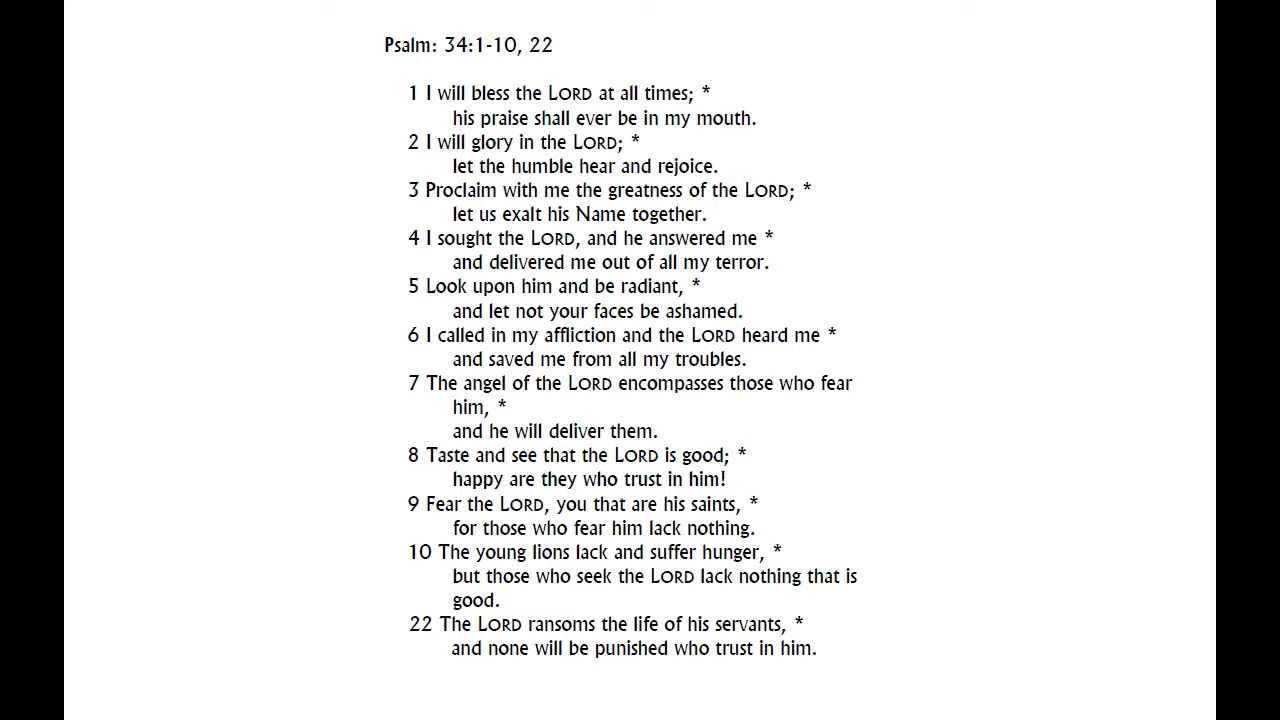 Psalm: 34:1-10, 22
1 I will bless the LORD at all times; *
his praise shall ever be in my mouth.
2 I will glory in the LORD; *
let the humble hear and rejoice.
3 Proclaim with me the greatness of the LORD; *
let us exalt his Name together.
4 I sought the LORD, and he answered me *
and delivered me out of all my terror.
5 Look upon him and be radiant, *
and let not your faces be ashamed.
6 I called in my affliction and the LORD heard me *
and saved me from all my troubles.
7 The angel of the LORD encompasses those who fear
him, *
and he will deliver them.
8 Taste and see that the LORD is good; *
happy are they who trust in him!
9 Fear the LORD, you that are his saints, *
for those who fear him lack nothing.
10 The young lions lack and suffer hunger, *
but those who seek the LORD lack nothing that is
good.
22 The LORD ransoms the life of his servants, *
and none will be punished who trust in him.